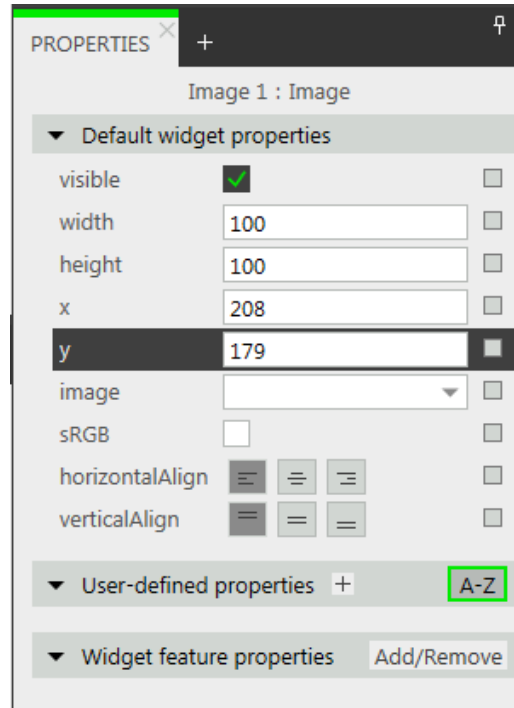 PROPERTIES
Image 1 : Image
Default widget properties
visible
width 100
height 100
x 208
y 179
image
sRGB
horizontalAlign
verticalAlign
User-defined properties + A-Z
Widget feature properties Add/Remove